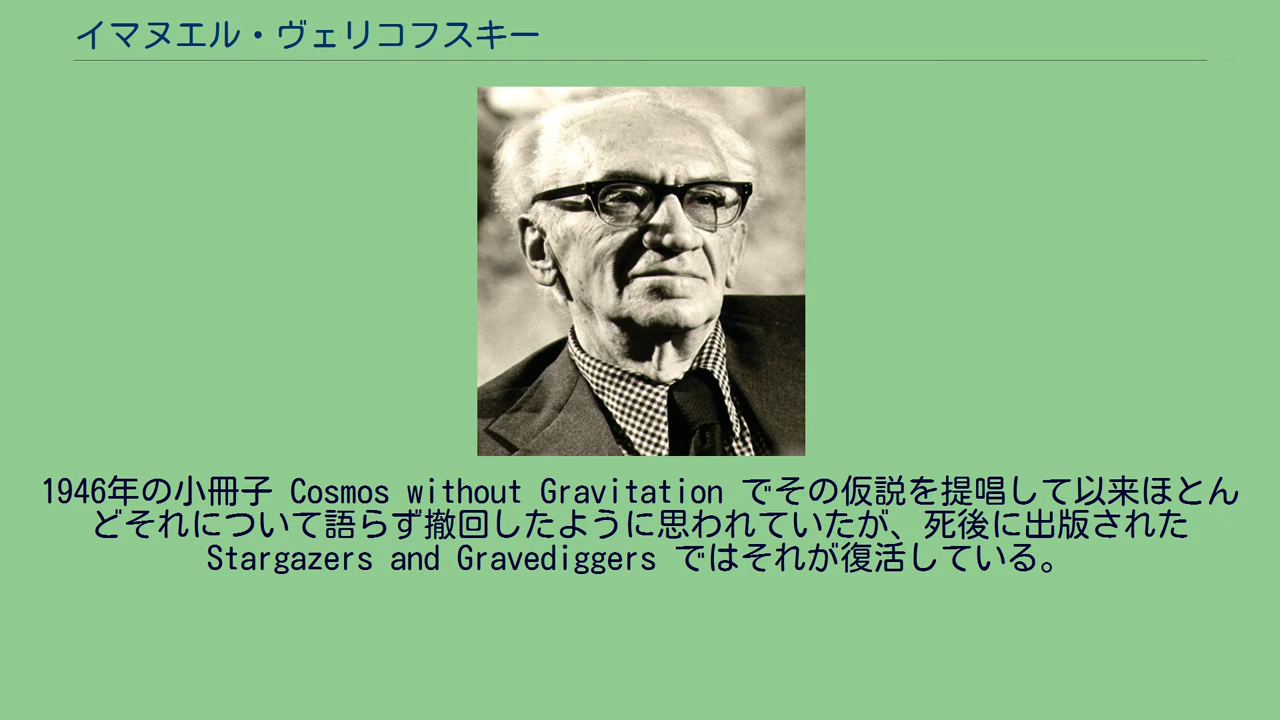 イマヌエル・ヴェリコフスキー
1946年の小冊子 Cosmos without Gravitation でその仮説を提唱して以来ほとん
どそれについて語らず撤回したように思われていたが、死後に出版された
Stargazers and Gravediggers ではそれが復活している。